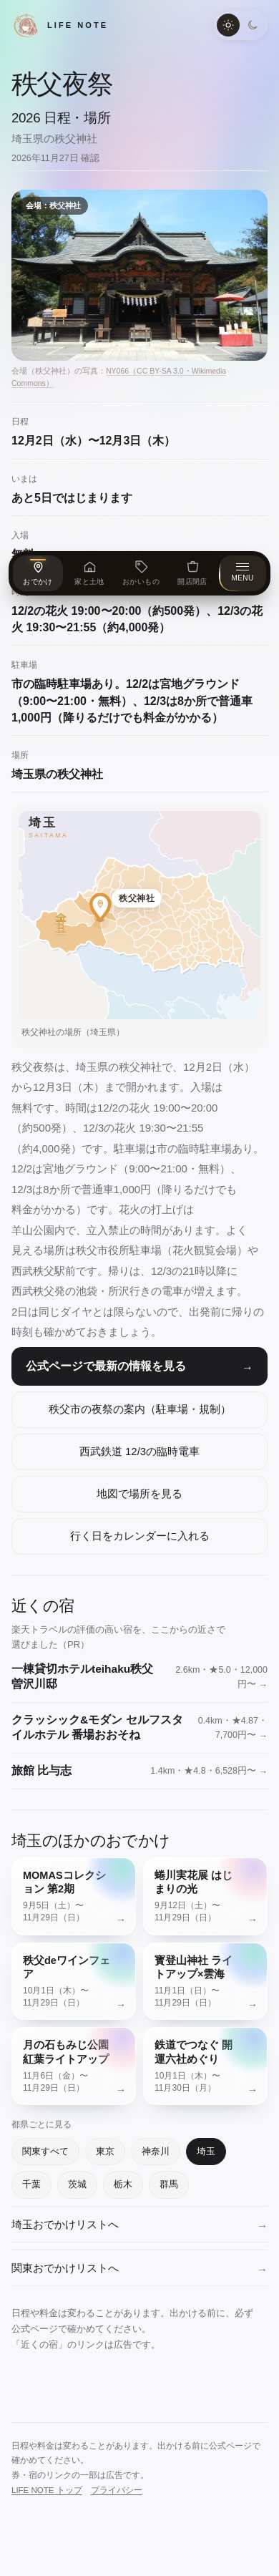 LIFE NOTE
秩父夜祭
2026 日程・場所
埼玉県の秩父神社
2026年11月27日 確認
会場：秩父神社
会場（秩父神社）の写真：NY066（CC BY-SA 3.0・Wikimedia
Commons）
日程
12月2日（水）〜12月3日（木）
いまは
あと5日ではじまります
入場
おでかけ
家と土地
おかいもの
開店閉店
MENU
12/2の花火 19:00〜20:00（約500発）、12/3の花
火 19:30〜21:55（約4,000発）
駐車場
市の臨時駐車場あり。12/2は宮地グラウンド
（9:00〜21:00・無料）、12/3は8か所で普通車
1,000円（降りるだけでも料金がかかる）
場所
埼玉県の秩父神社
埼玉
SAITAMA
秩父神社
秩父神社の場所（埼玉県）
秩父夜祭は、埼玉県の秩父神社で、12月2日（水）
から12月3日（木）まで開かれます。入場は
無料です。時間は12/2の花火 19:00〜20:00
（約500発）、12/3の花火 19:30〜21:55
（約4,000発）です。駐車場は市の臨時駐車場あり。
12/2は宮地グラウンド（9:00〜21:00・無料）、
12/3は8か所で普通車1,000円（降りるだけでも
料金がかかる）です。花火の打上げは
羊山公園内で、立入禁止の時間があります。よく
見える場所は秩父市役所駐車場（花火観覧会場）や
西武秩父駅前です。帰りは、12/3の21時以降に
西武秩父発の池袋・所沢行きの電車が増えます。
2日は同じダイヤとは限らないので、出発前に帰りの
時刻も確かめておきましょう。
公式ページで最新の情報を見る →
秩父市の夜祭の案内（駐車場・規制）
西武鉄道 12/3の臨時電車
地図で場所を見る
行く日をカレンダーに入れる
近くの宿
楽天トラベルの評価の高い宿を、ここからの近さで
選びました（PR）
一棟貸切ホテルteihaku秩父 2.6km・★5.0・12,000
曽沢川邸 円〜 →
クラッシック&モダン セルフスタ 0.4km・★4.87・
イルホテル 番場おおそね 7,700円〜 →
旅館 比与志 1.4km・★4.8・6,528円〜 →
埼玉のほかのおでかけ
MOMASコレクシ
ョン 第2期
9月5日（土）〜
11月29日（日） →
蜷川実花展 はじ
まりの光
9月12日（土）〜
11月29日（日） →
秩父deワインフェ
ア
10月1日（木）〜
11月29日（日） →
寳登山神社 ライ
トアップ×雲海
11月1日（日）〜
11月29日（日） →
月の石もみじ公園
紅葉ライトアップ
11月6日（金）〜
11月29日（日） →
鉄道でつなぐ 開
運六社めぐり
10月1日（木）〜
11月30日（月） →
都県ごとに見る
関東すべて
東京
神奈川
埼玉
千葉
茨城
栃木
群馬
埼玉おでかけリストへ →
関東おでかけリストへ →
日程や料金は変わることがあります。出かける前に、必ず
公式ページで確かめてください。
「近くの宿」のリンクは広告です。
日程や料金は変わることがあります。出かける前に公式ページで
確かめてください。
券・宿のリンクの一部は広告です。
LIFE NOTE トップ プライバシー